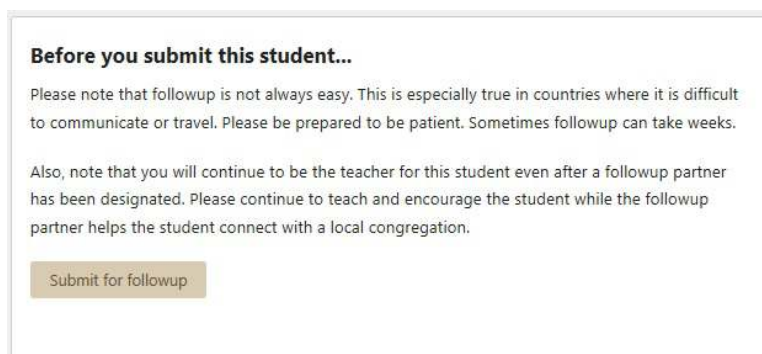 Before you submit this student...
Please note that followup is not always easy. This is especially true in countries where it is difficult
to communicate or travel. Please be prepared to be patient. Sometimes followup can take weeks.
Also, note that you will continue to be the teacher for this student even after a followup partner
has been designated. Please continue to teach and encourage the student while the followup
partner helps the student connect with a local congregation.
Submit for followup